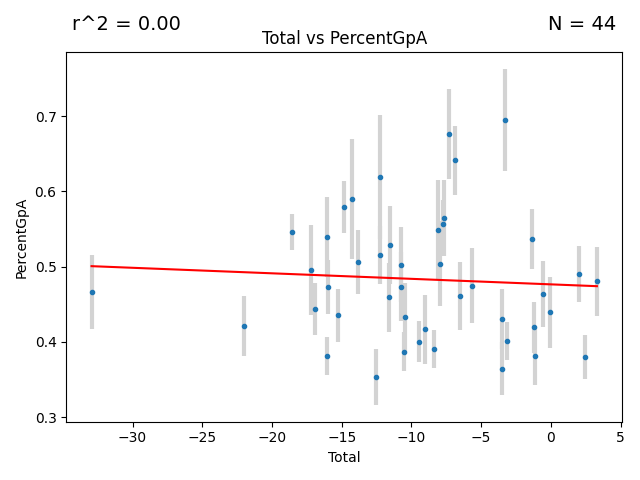 r^2 = 0.00
N = 44
Total vs PercentGpA
PercentGpA
0.7
0.6
0.5
0.4
0.3
−30
−25
−20
−15
−10
−5
0
5
Total